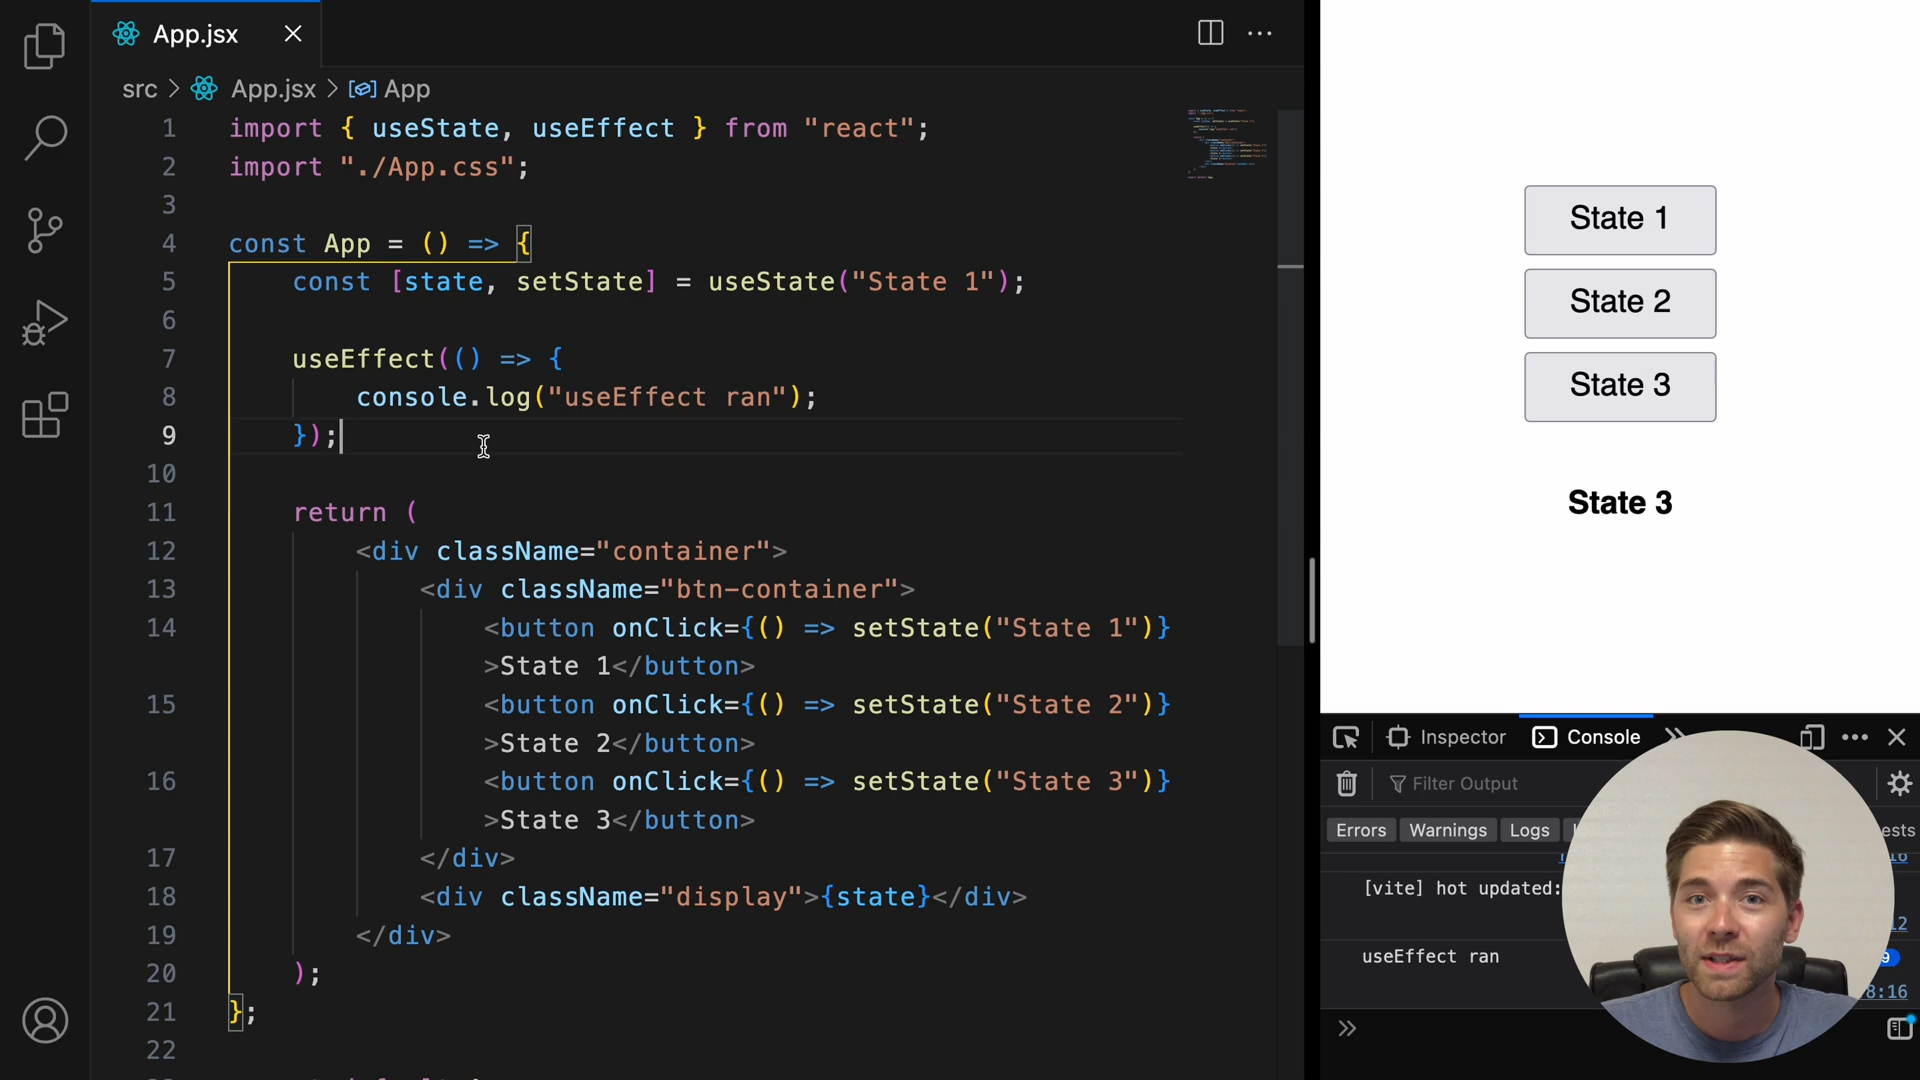 App.jsx
src > App.jsx > App
1 import { useState, useEffect } from "react";
2 import "./App.css";
3
4 const App = () => {
5 const [state, setState] = useState("State 1");
6
7 useEffect(() => {
8 console.log("useEffect ran");
9 });
10
11 return (
12 <div className="container">
13 <div className="btn-container">
14 <button onClick={() => setState("State 1")}
>State 1</button>
15 <button onClick={() => setState("State 2")}
>State 2</button>
16 <button onClick={() => setState("State 3")}
>State 3</button>
17 </div>
18 <div className="display">{state}</div>
19 </div>
20 );
21 };
22
State 1
State 2
State 3
State 3
Inspector Console
Filter Output
Errors Warnings Logs
[vite] hot updated:
useEffect ran 9
8:16